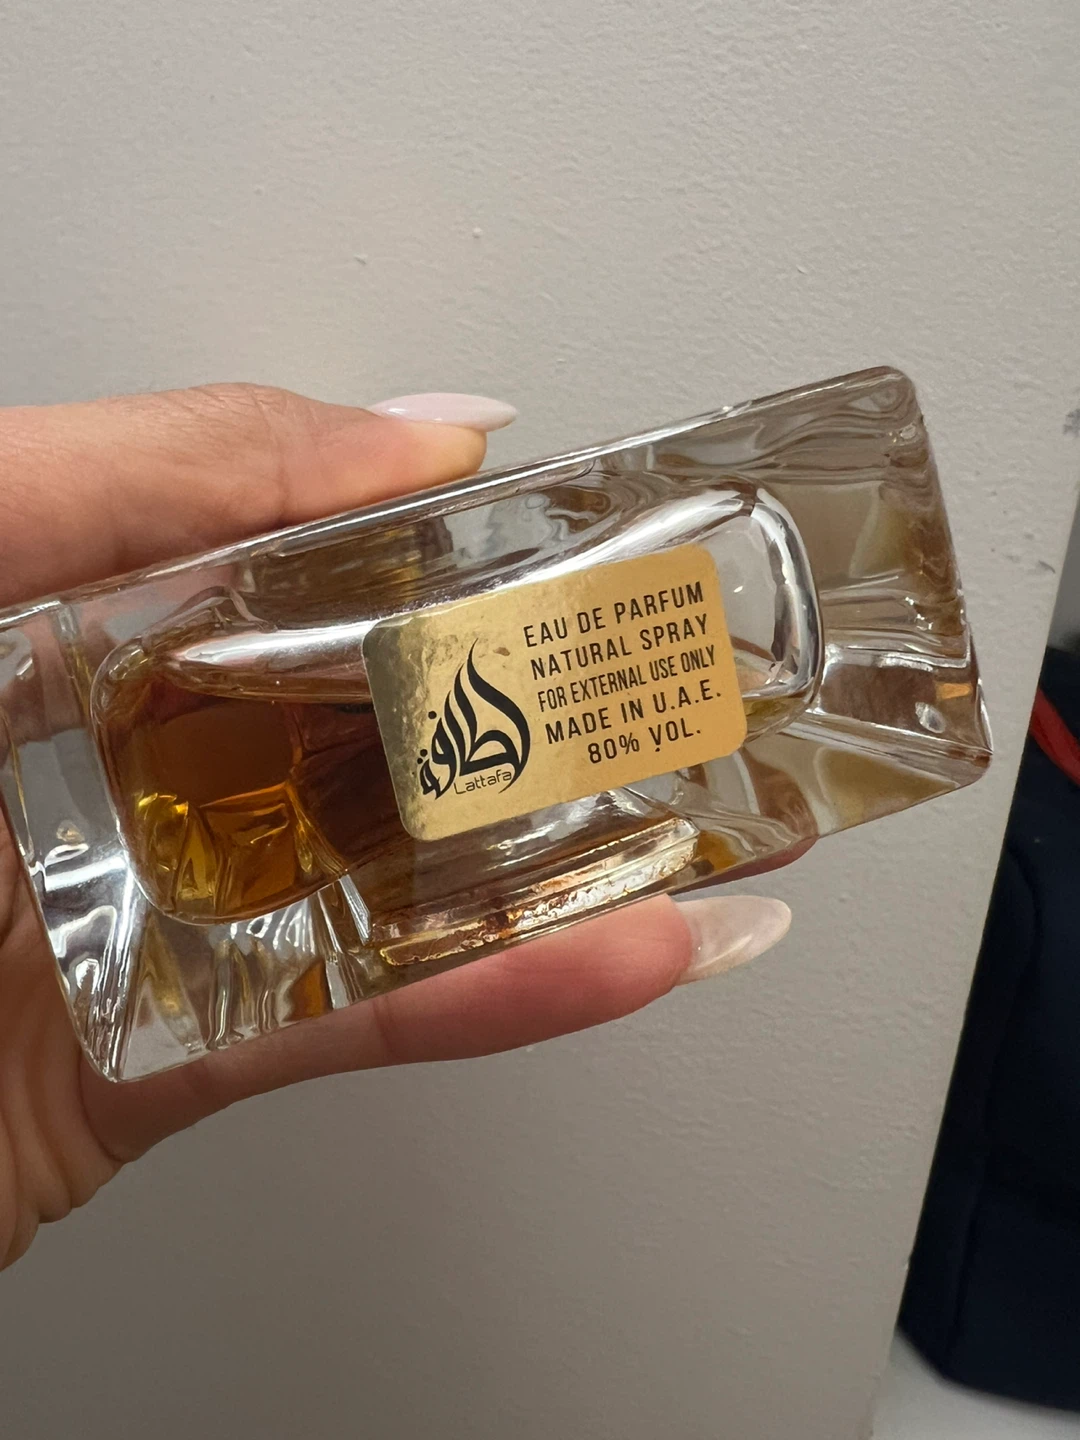 لطافة
Lattafa
EAU DE PARFUM
NATURAL SPRAY
FOR EXTERNAL USE ONLY
MADE IN U.A.E.
80% VOL.